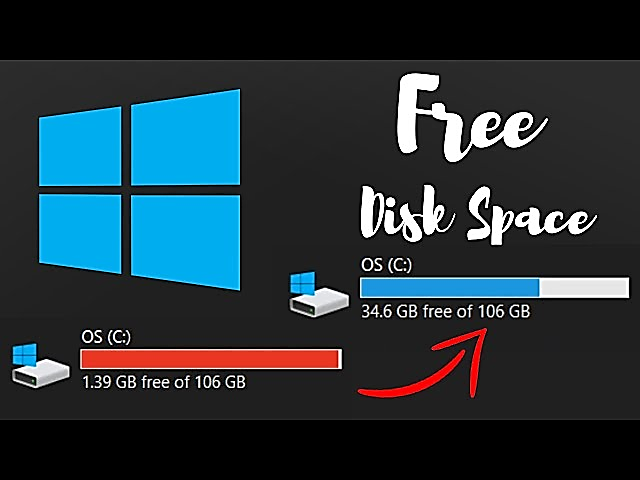 Free
Disk Space
OS (C:)
34.6 GB free of 106 GB
OS (C:)
1.39 GB free of 106 GB